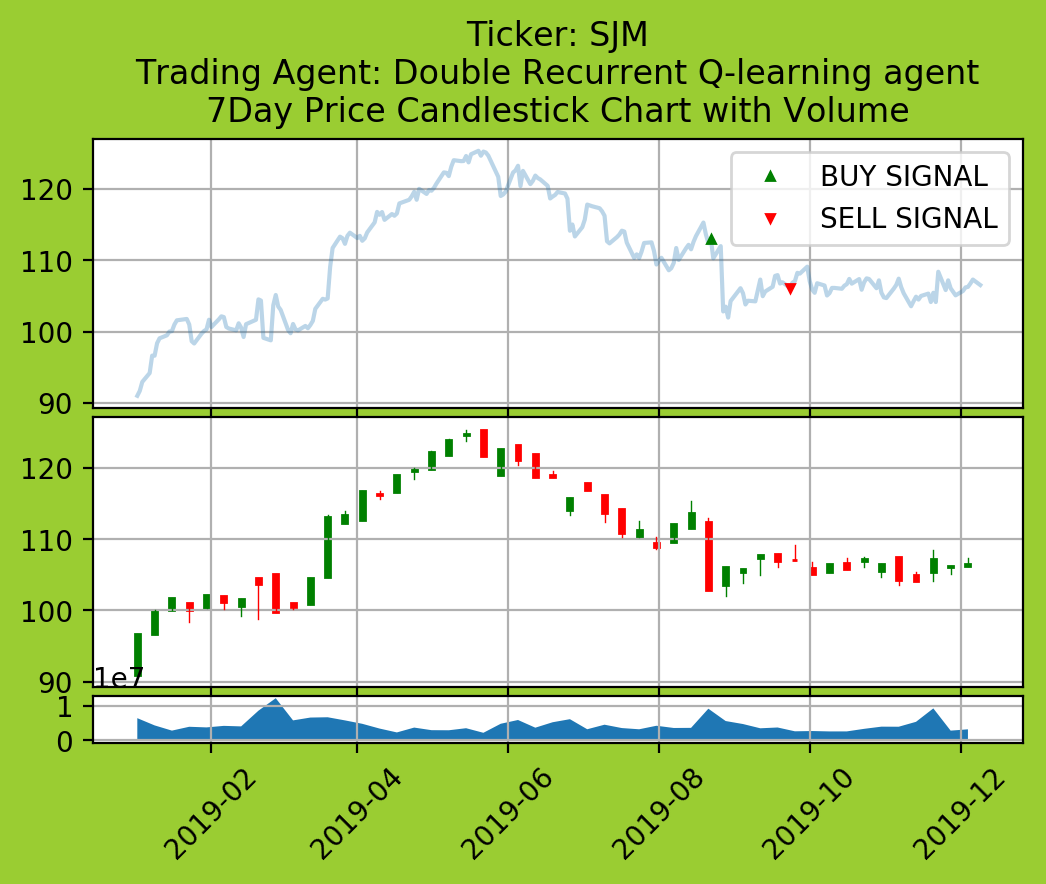 Ticker: SJM
Trading Agent: Double Recurrent Q-learning agent
7Day Price Candlestick Chart with Volume
BUY SIGNAL
SELL SIGNAL
120
110
100
90
120
110
100
90
1e7
1
0
2019-02
2019-04
2019-06
2019-08
2019-10
2019-12